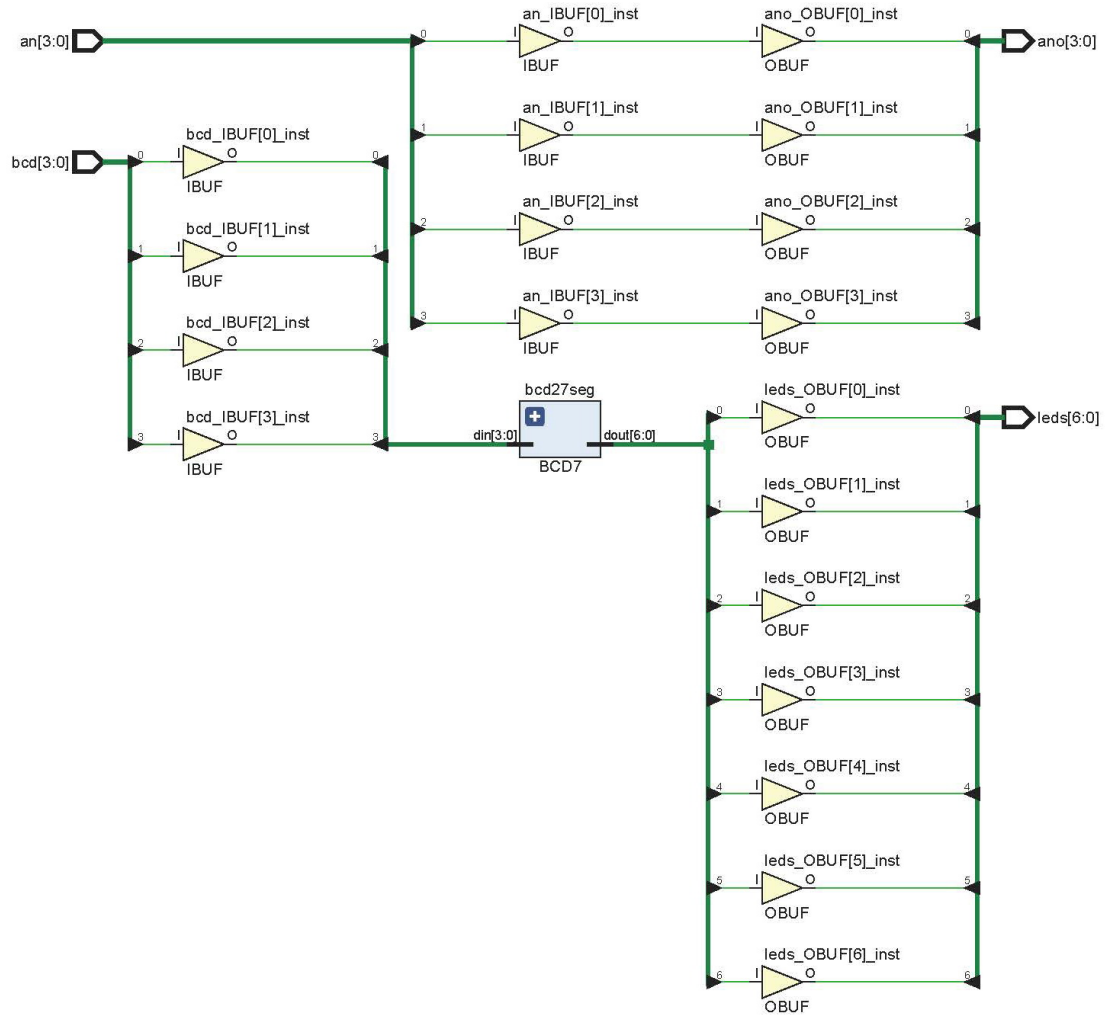 an[3:0]
0
an_IBUF[0]_inst
I
O
IBUF
ano_OBUF[0]_inst
I
O
OBUF
0
ano[3:0]
1
an_IBUF[1]_inst
I
O
IBUF
ano_OBUF[1]_inst
I
O
OBUF
1
2
an_IBUF[2]_inst
I
O
IBUF
ano_OBUF[2]_inst
I
O
OBUF
2
3
an_IBUF[3]_inst
I
O
IBUF
ano_OBUF[3]_inst
I
O
OBUF
3
bcd[3:0]
0
bcd_IBUF[0]_inst
I
O
IBUF
0
1
bcd_IBUF[1]_inst
I
O
IBUF
1
2
bcd_IBUF[2]_inst
I
O
IBUF
2
3
bcd_IBUF[3]_inst
I
O
IBUF
3
bcd27seg
din[3:0]
dout[6:0]
BCD7
0
leds_OBUF[0]_inst
I
O
OBUF
0
leds[6:0]
1
leds_OBUF[1]_inst
I
O
OBUF
1
2
leds_OBUF[2]_inst
I
O
OBUF
2
3
leds_OBUF[3]_inst
I
O
OBUF
3
4
leds_OBUF[4]_inst
I
O
OBUF
4
5
leds_OBUF[5]_inst
I
O
OBUF
5
6
leds_OBUF[6]_inst
I
O
OBUF
6